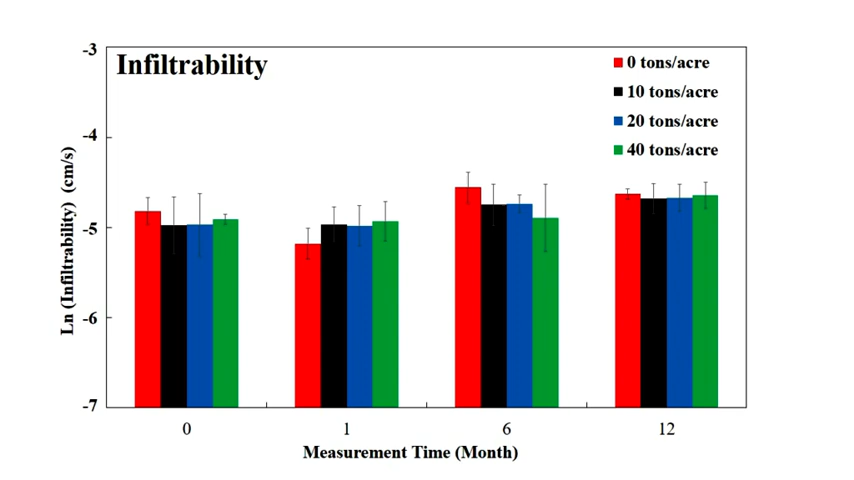 Infiltrability
0 tons/acre
10 tons/acre
20 tons/acre
40 tons/acre
-3
-4
-5
-6
-7
Ln (Infiltrability) (cm/s)
0 1 6 12
Measurement Time (Month)